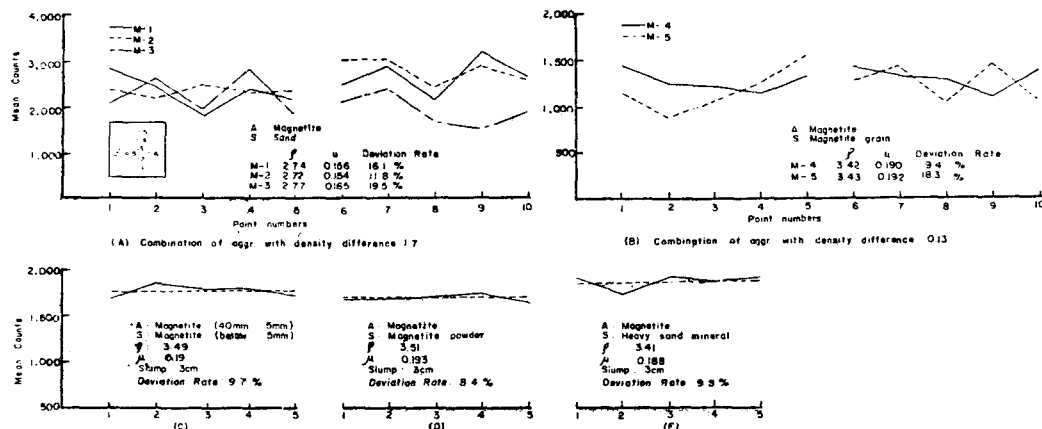 4,000
3,000
2,000
1,000
Mean Counts
M-1
M-2
M-3
A Magnetite
S Sand
ρ u Deviation Rate
M-1 2.74 0.156 16.1 %
M-2 2.72 0.154 11.8 %
M-3 2.77 0.165 19.5 %
1 2 3 4 5 6 7 8 9 10
Point numbers
(A) Combination of aggr. with density difference 1.7
2,000
1,500
1,000
500
M-4
M-5
A Magnetite
S Magnetite grain
ρ u Deviation Rate
M-4 3.42 0.190 9.4 %
M-5 3.43 0.192 18.3 %
1 2 3 4 5 6 7 8 9 10
Point numbers
(B) Combination of aggr. with density difference 0.13
2,000
1,500
1,000
500
Mean Counts
A Magnetite (40mm 5mm)
S Magnetite (below 5mm)
ρ 3.49
μ 0.19
Slump 3cm
Deviation Rate 9.7 %
1 2 3 4 5
(C)
A Magnetite
S Magnetite powder
ρ 3.51
μ 0.193
Slump 3cm
Deviation Rate 8.4 %
1 2 3 4 5
(D)
A Magnetite
S Heavy sand mineral
ρ 3.41
μ 0.188
Slump 3cm
Deviation Rate 9.9 %
1 2 3 4 5
(E)